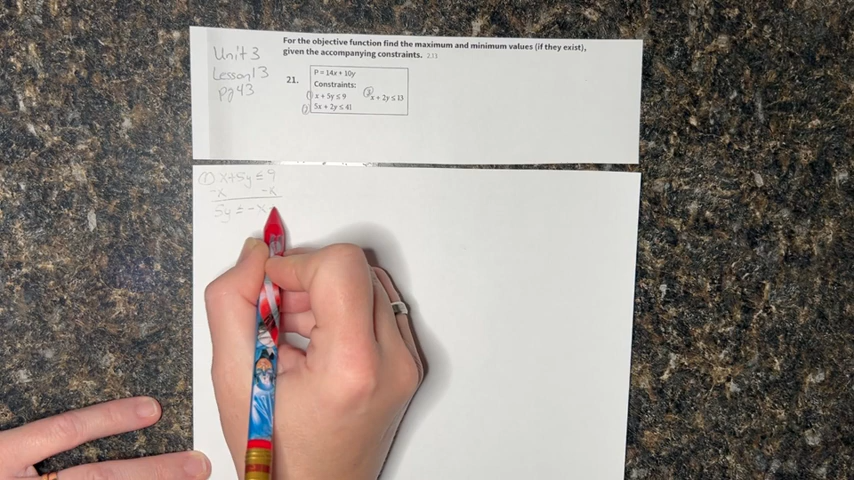 Unit 3
Lesson 13
pg 43
For the objective function find the maximum and minimum values (if they exist),
given the accompanying constraints. 2.13
21.
P = 14x + 10y
Constraints:
① x + 5y ≤ 9
③ x + 2y ≤ 13
② 5x + 2y ≤ 41
① x+5y ≤ 9
-x -x
5y ≤ -x